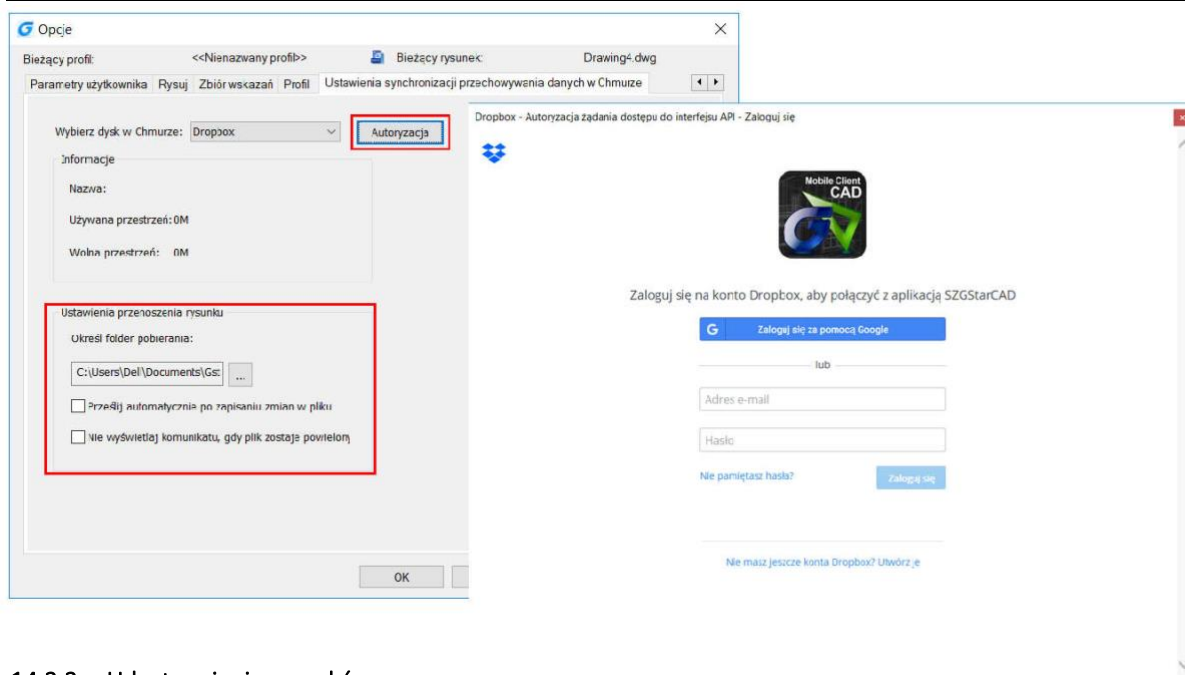 Opcje
Bieżący profil: <<Nienazwany profil>> Bieżący rysunek: Drawing4.dwg
Parametry użytkownika Rysuj Zbiór wskazań Profil Ustawienia synchronizacji przechowywania danych w Chmurze
Wybierz dysk w Chmurze: Dropbox Autoryzacja
Informacje
Nazwa:
Używana przestrzeń: 0M
Wolna przestrzeń: 0M
Ustawienia przenoszenia rysunku
Określ folder pobierania:
C:\Users\Dell\Documents\Gst ...
Prześlij automatycznie po zapisaniu zmian w pliku
Nie wyświetlaj komunikatu, gdy plik zostaje powielony
OK
Dropbox - Autoryzacja żądania dostępu do interfejsu API - Zaloguj się
Mobile Client
CAD
Zaloguj się na konto Dropbox, aby połączyć z aplikacją SZGStarCAD
G Zaloguj się za pomocą Google
lub
Adres e-mail
Hasło
Nie pamiętasz hasła? Zaloguj się
Nie masz jeszcze konta Dropbox? Utwórz je